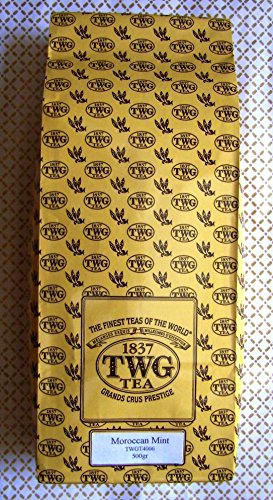 THE FINEST TEAS OF THE WORLD
1837
TWG
TEA
GRANDS CRUS PRESTIGE
Moroccan Mint
TWGT4006
500gr